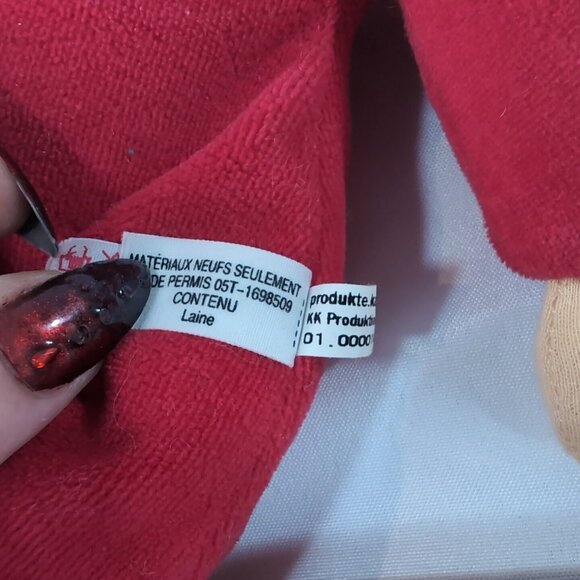 MATÉRIAUX NEUFS SEULEMENT
DE PERMIS 05T-1698509
CONTENU
Laine
produkte.
KK Produkt
01.0000